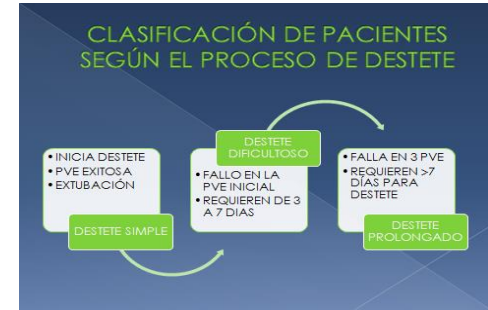 CLASIFICACIÓN DE PACIENTES
SEGÚN EL PROCESO DE DESTETE
• INICIA DESTETE
• PVE EXITOSA
• EXTUBACIÓN
DESTETE SIMPLE
DESTETE
DIFICULTOSO
• FALLO EN LA
PVE INICIAL
• REQUIEREN DE 3
A 7 DIAS
• FALLA EN 3 PVE
• REQUIEREN >7
DÍAS PARA
DESTETE
DESTETE
PROLONGADO